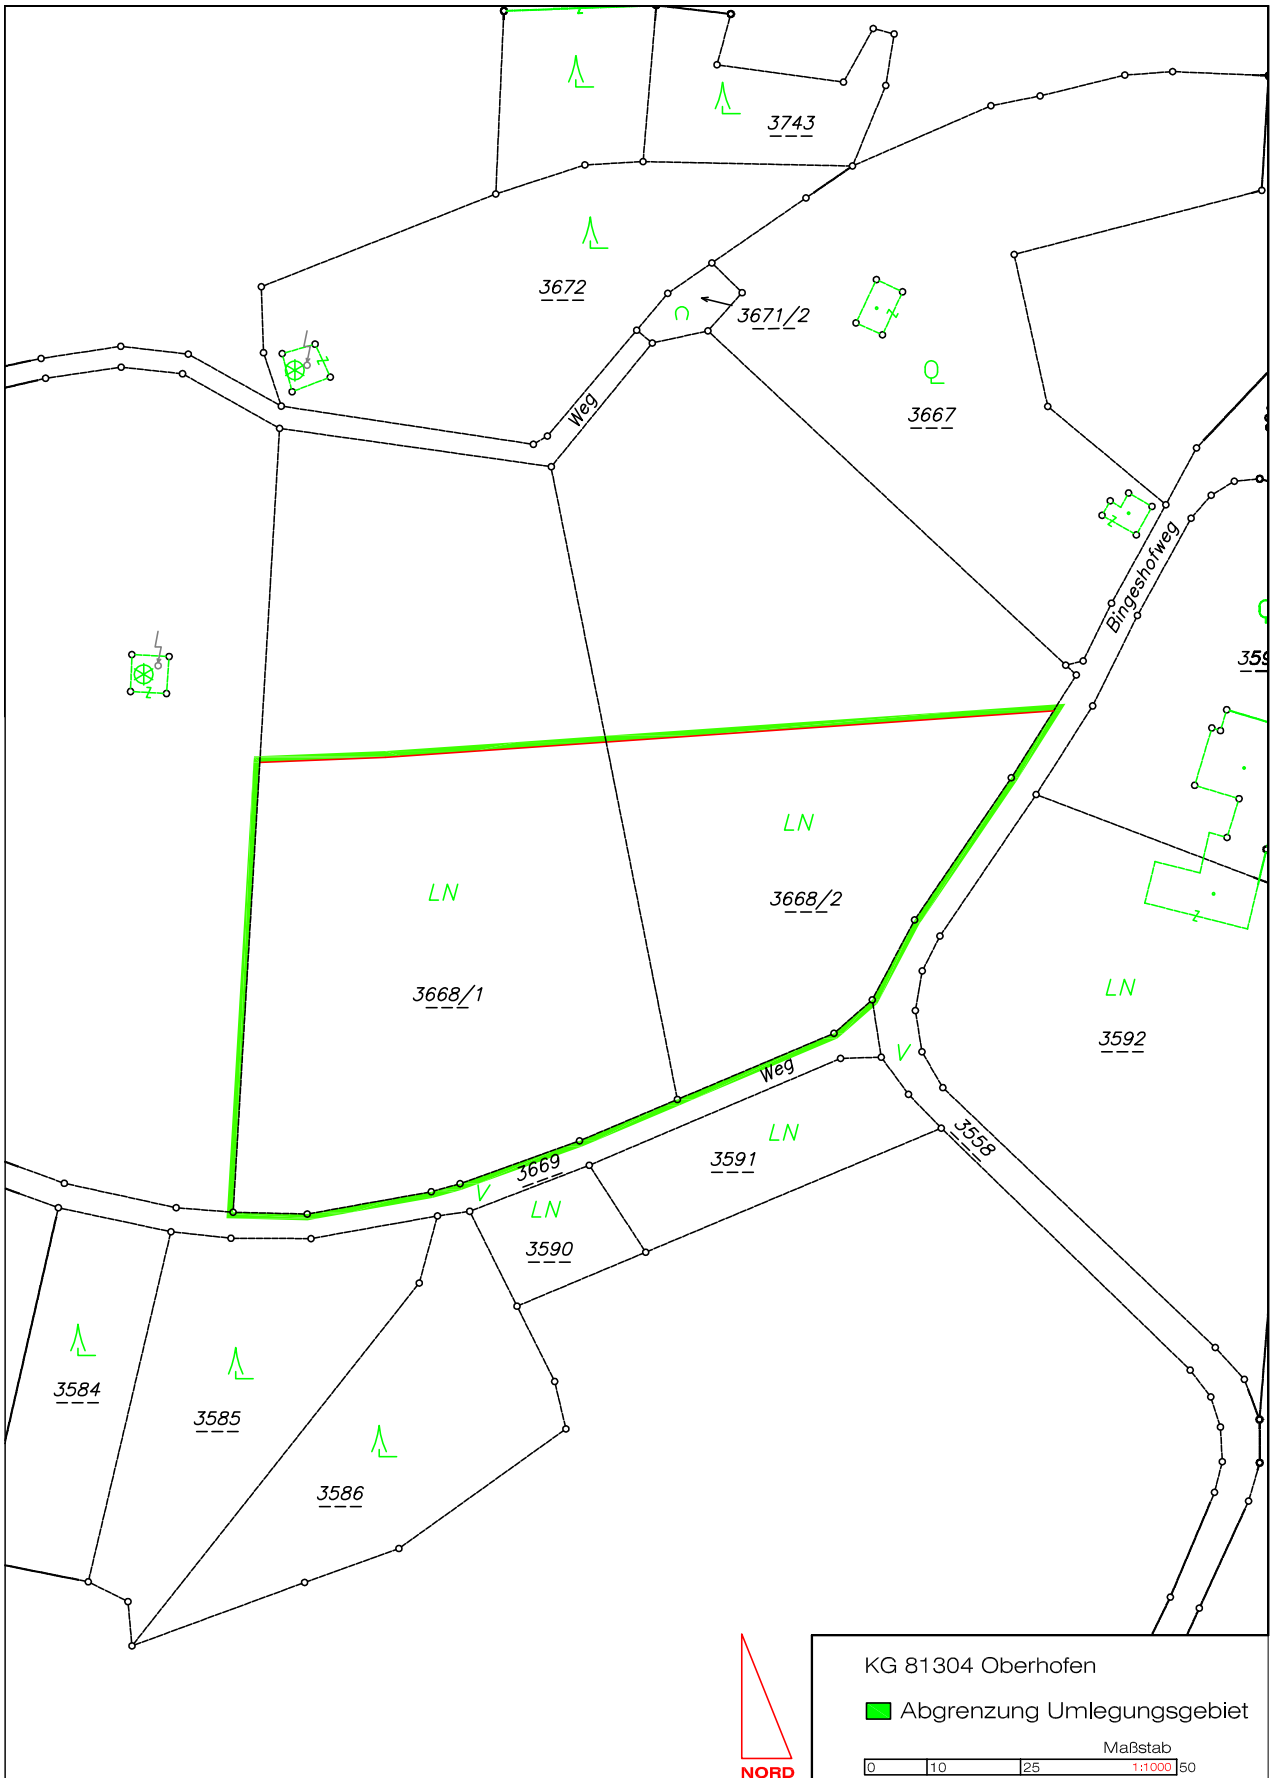 3743
3672
3671/2
Weg
Q
3667
Bingeshofweg
LN
3668/2
LN
3668/1
LN
3592
V
Weg
3558
LN
3591
3669
V
LN
3590
3584
3585
3586
KG 81304 Oberhofen
Abgrenzung Umlegungsgebiet
Maßstab
0 10 25 1:1000 50
NORD